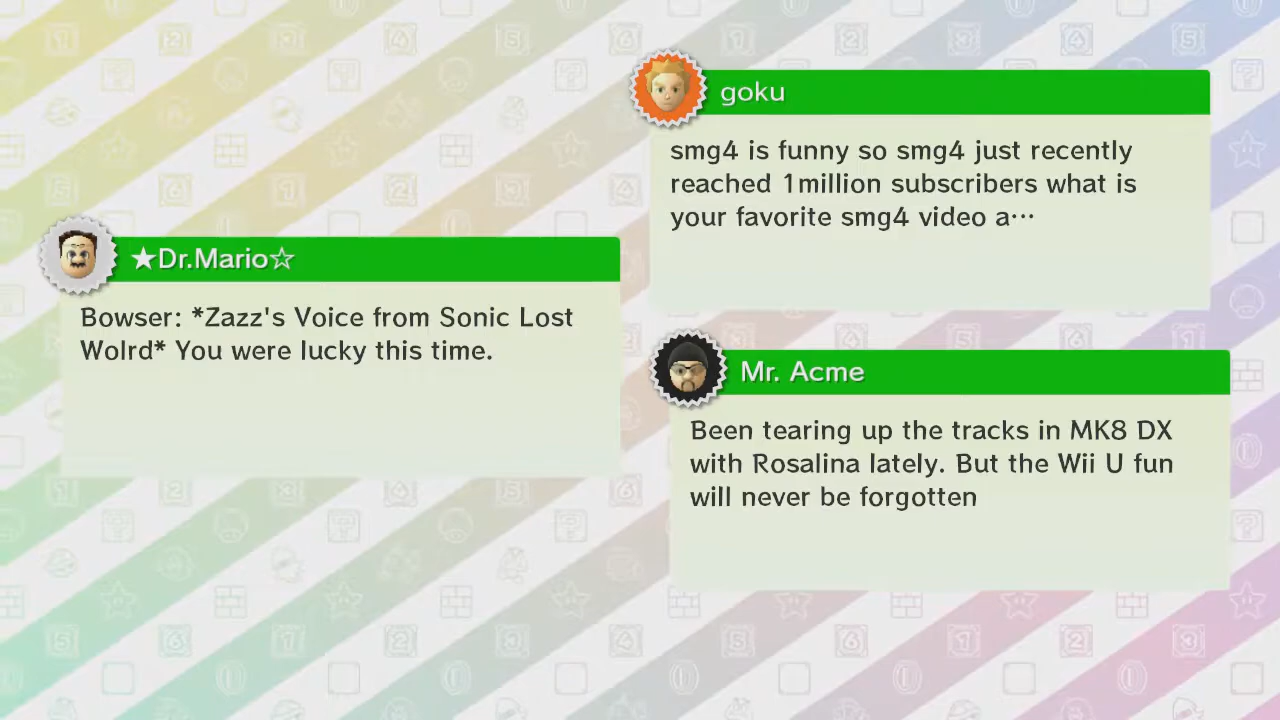 goku
smg4 is funny so smg4 just recently
reached 1million subscribers what is
your favorite smg4 video a…
★Dr.Mario☆
Bowser: *Zazz's Voice from Sonic Lost
Wolrd* You were lucky this time.
Mr. Acme
Been tearing up the tracks in MK8 DX
with Rosalina lately. But the Wii U fun
will never be forgotten